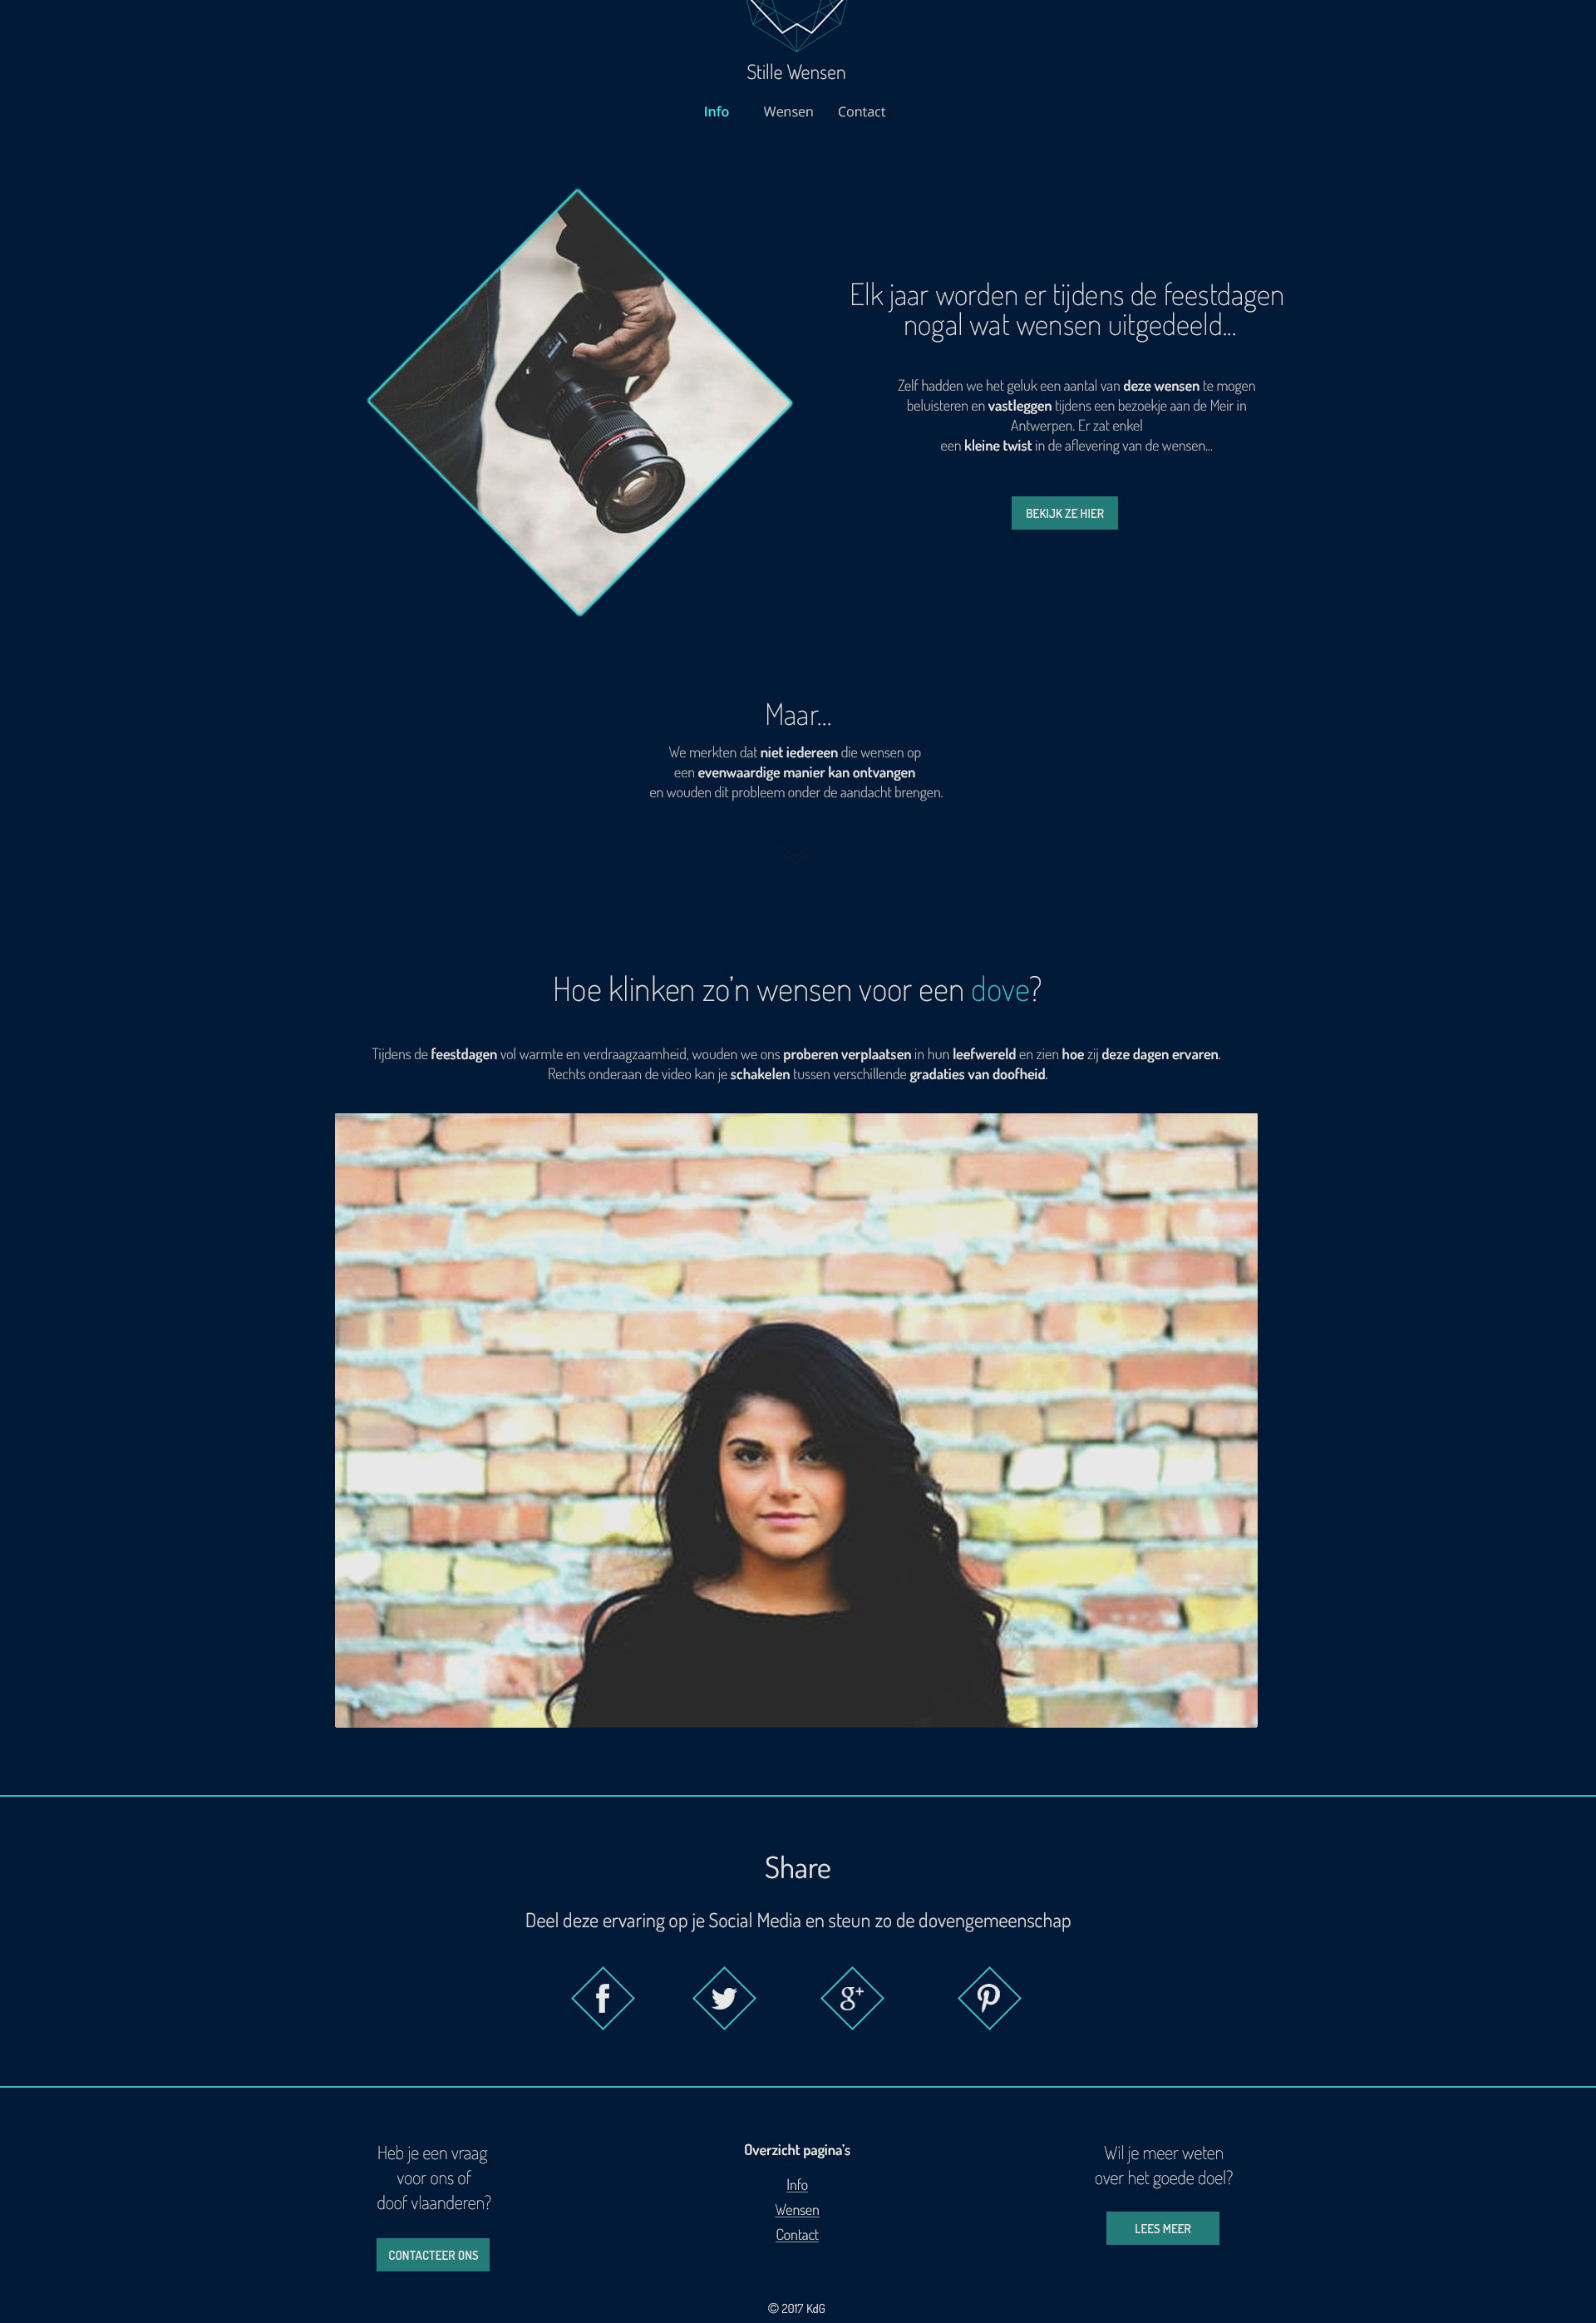 Stille Wensen
Info Wensen Contact
Elk jaar worden er tijdens de feestdagen
nogal wat wensen uitgedeeld...
Zelf hadden we het geluk een aantal van deze wensen te mogen
beluisteren en vastleggen tijdens een bezoekje aan de Meir in
Antwerpen. Er zat enkel
een kleine twist in de aflevering van de wensen...
BEKIJK ZE HIER
Maar...
We merkten dat niet iedereen die wensen op
een evenwaardige manier kan ontvangen
en wouden dit probleem onder de aandacht brengen.
Hoe klinken zo’n wensen voor een dove?
Tijdens de feestdagen vol warmte en verdraagzaamheid, wouden we ons proberen verplaatsen in hun leefwereld en zien hoe zij deze dagen ervaren.
Rechts onderaan de video kan je schakelen tussen verschillende gradaties van doofheid.
Share
Deel deze ervaring op je Social Media en steun zo de dovengemeenschap
f g+
Heb je een vraag
voor ons of
doof vlaanderen?
CONTACTEER ONS
Overzicht pagina's
Info
Wensen
Contact
Wil je meer weten
over het goede doel?
LEES MEER
© 2017 KdG